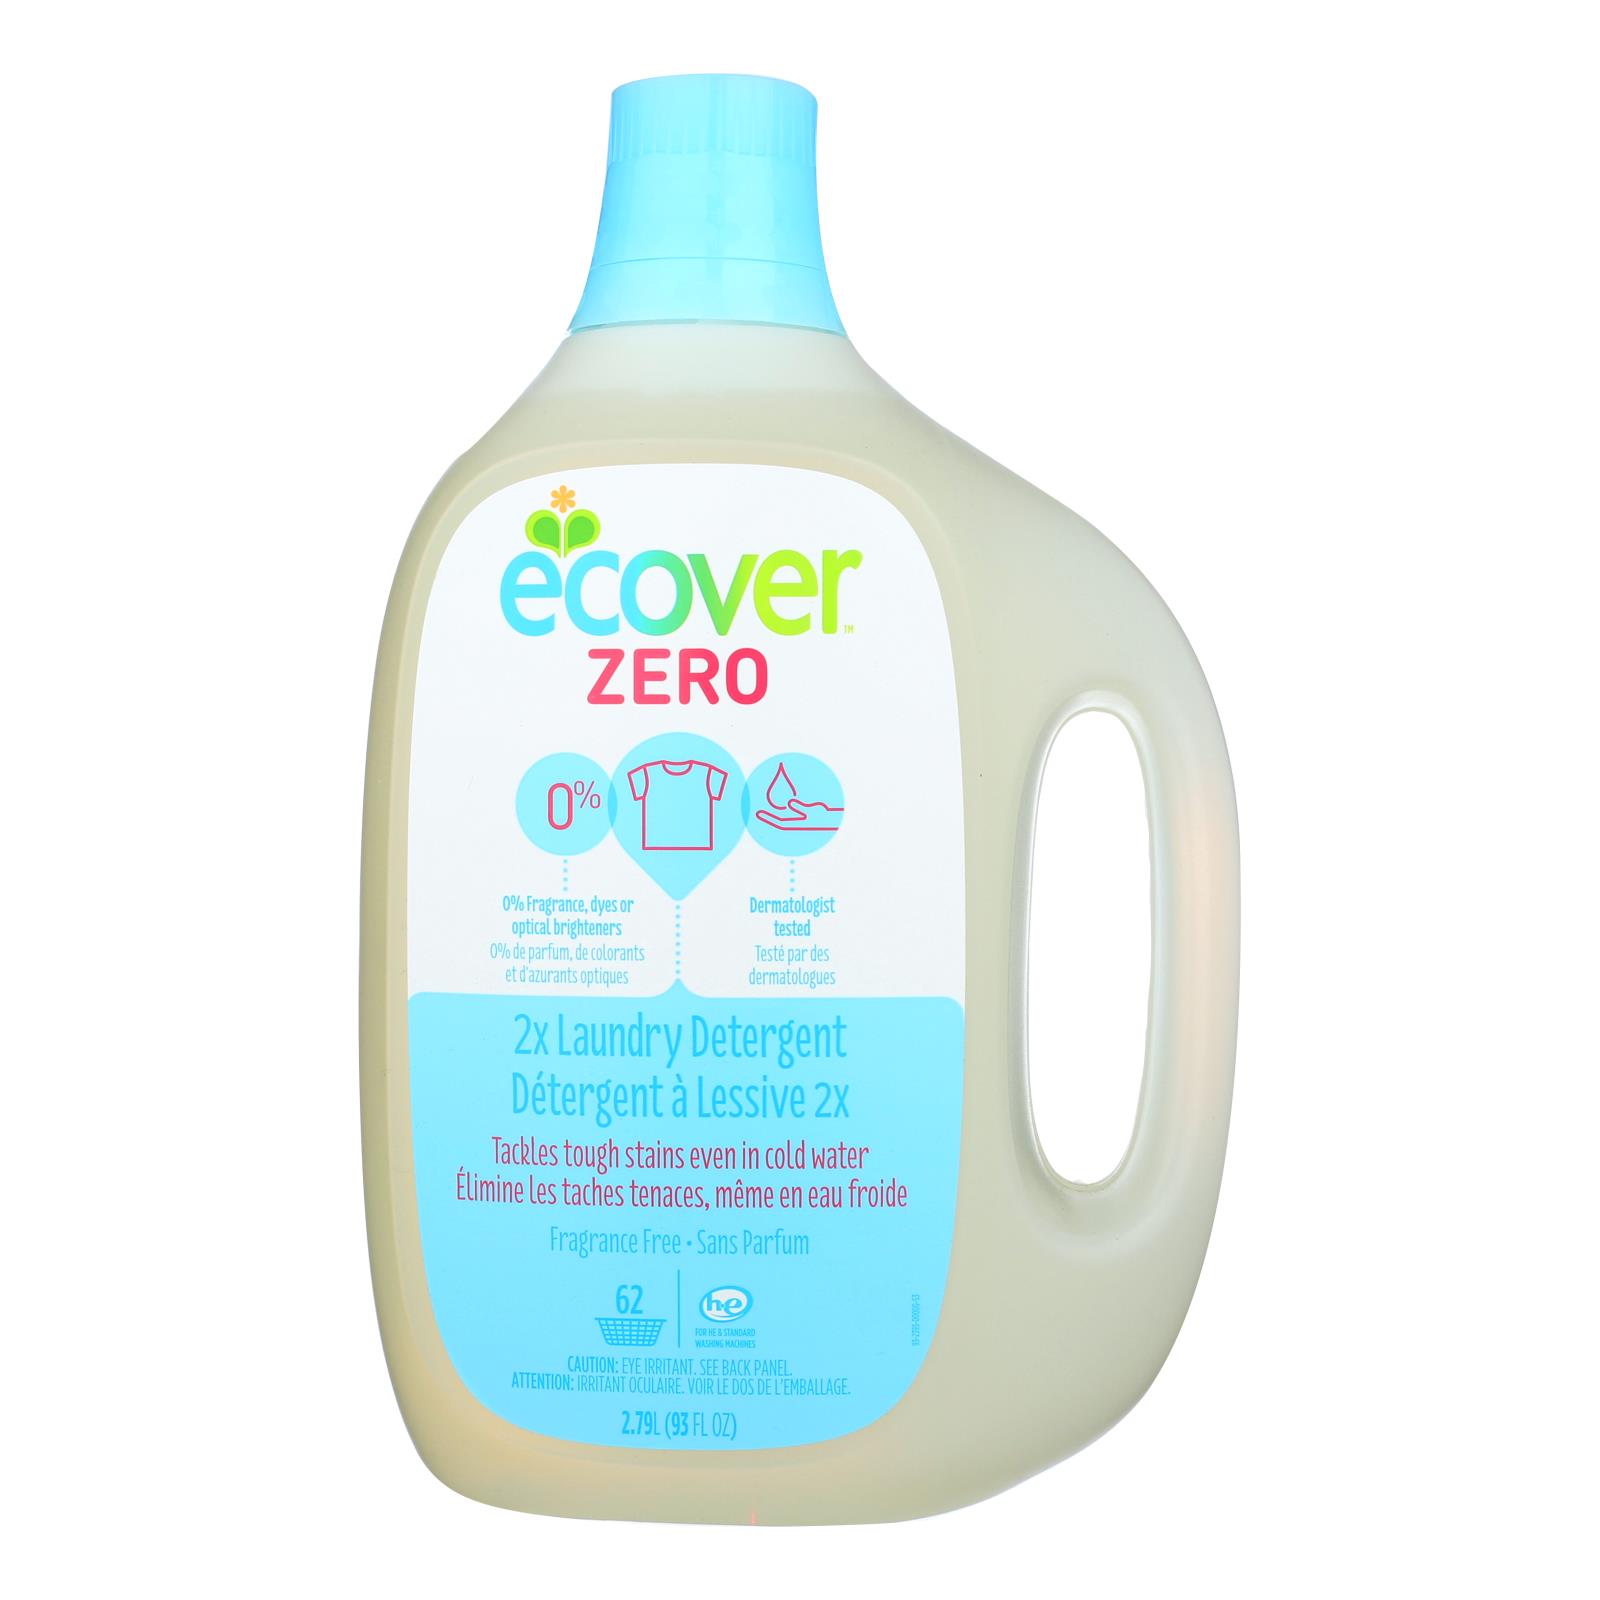 ecover™
ZERO
0%
0% Fragrance, dyes or
optical brighteners
0% de parfum, de colorants
et d'azurants optiques
Dermatologist
tested
Testé par des
dermatologues
2x Laundry Detergent
Détergent à Lessive 2x
Tackles tough stains even in cold water
Élimine les taches tenaces, même en eau froide
Fragrance Free • Sans Parfum
62
h·e
FOR HE & STANDARD
WASHING MACHINES
CAUTION: EYE IRRITANT. SEE BACK PANEL.
ATTENTION: IRRITANT OCULAIRE. VOIR LE DOS DE L'EMBALLAGE.
2.79L (93 FL OZ)